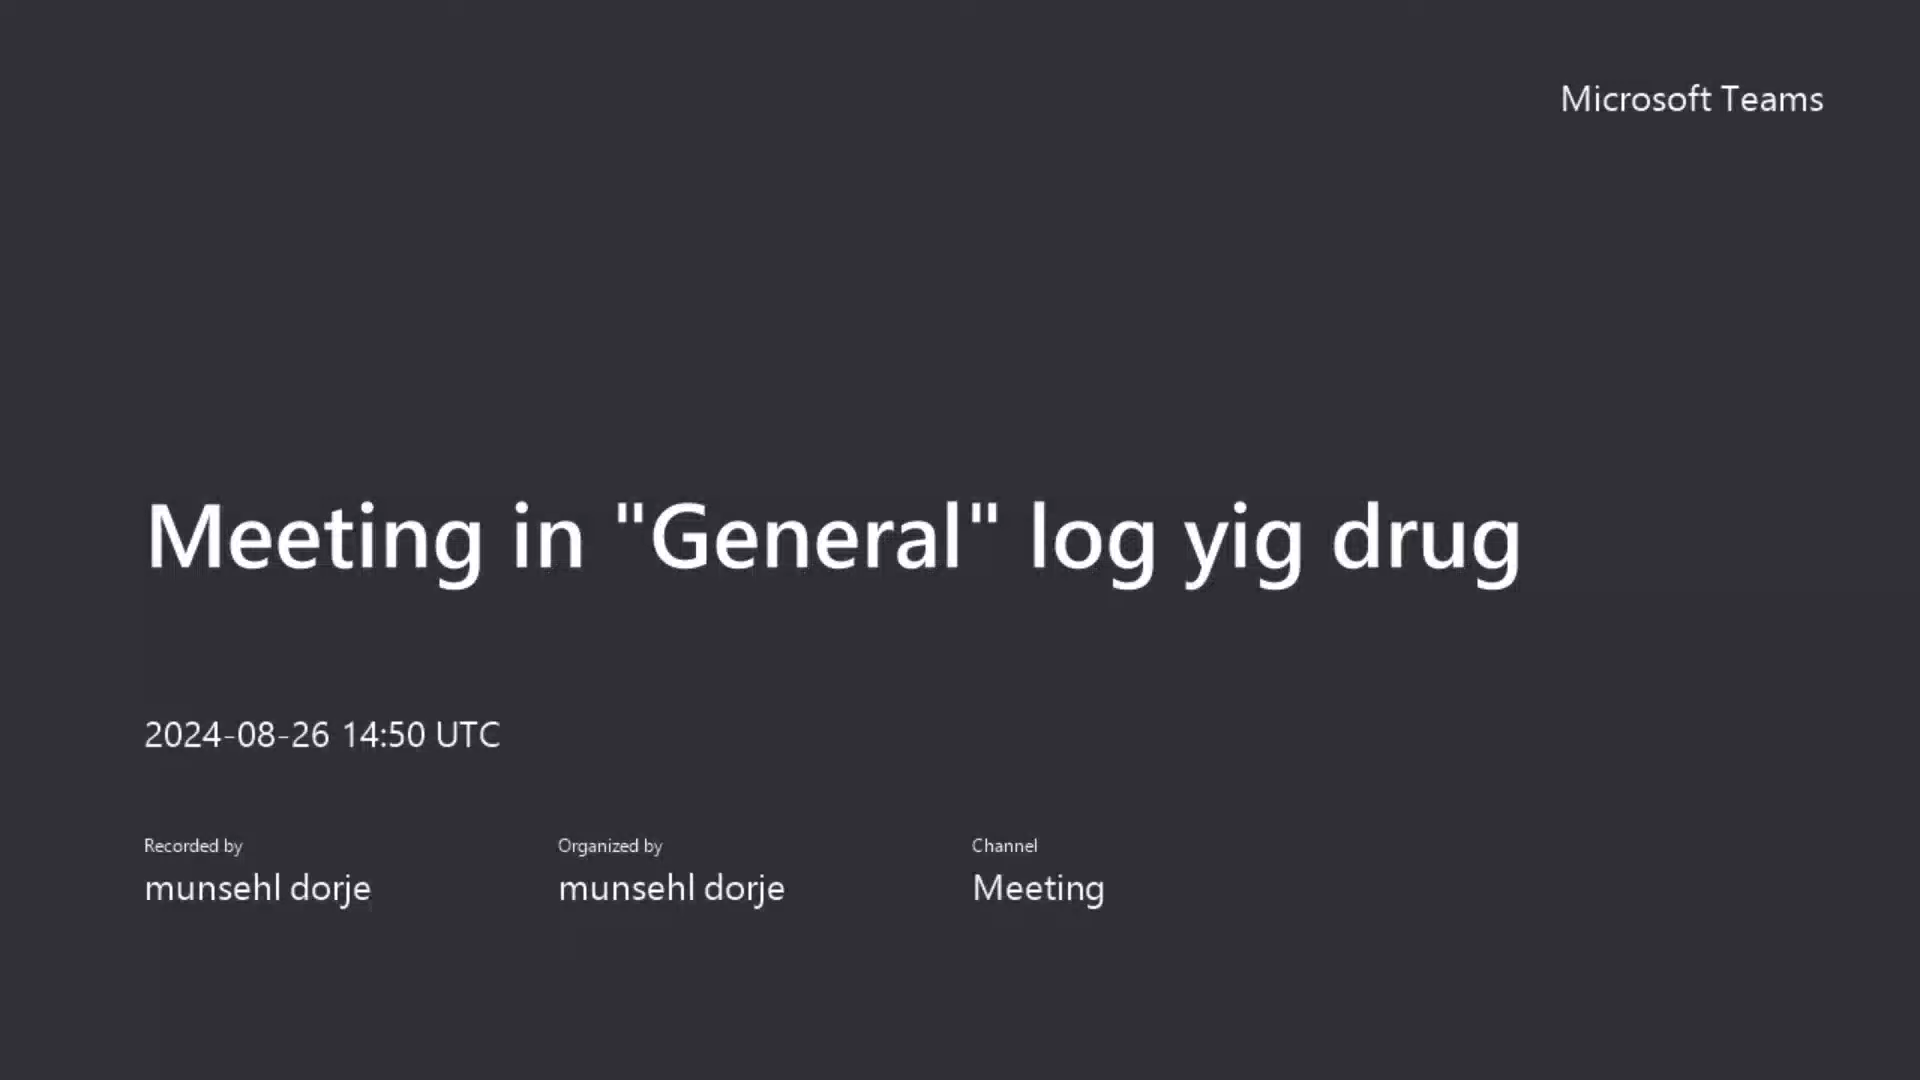 Microsoft Teams
Meeting in "General" log yig drug
2024-08-26 14:50 UTC
Recorded by
munsehl dorje
Organized by
munsehl dorje
Channel
Meeting